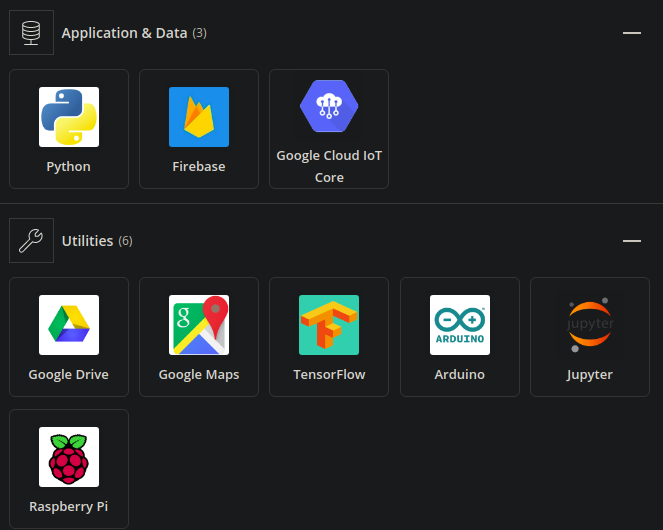 Application & Data (3)
Python
Firebase
Google Cloud IoT
Core
Utilities (6)
g
ARDUINO
jupyter
Google Drive
Google Maps
TensorFlow
Arduino
Jupyter
Raspberry Pi